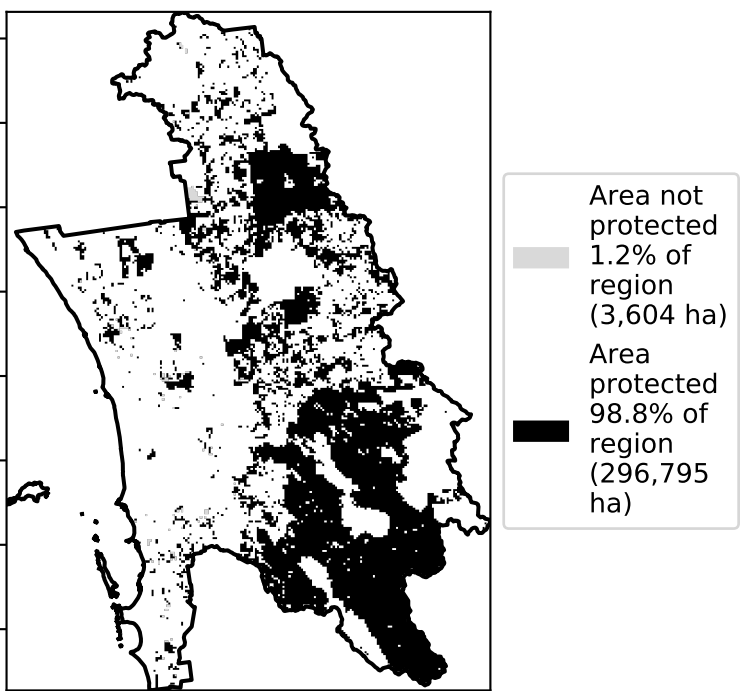 Area not
protected
1.2% of
region
(3,604 ha)
Area
protected
98.8% of
region
(296,795
ha)